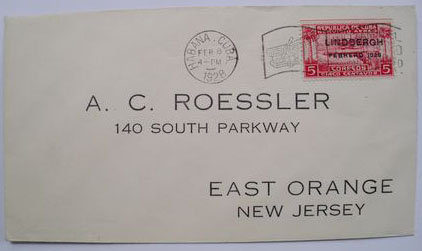 HABANA, CUBA
FEB 8
4-PM
1928
REPUBLICA DE CUBA
LINDBERGH
FEBRERO 1928
CORREOS
5 CINCO CENTAVOS 5
A. C. ROESSLER
140 SOUTH PARKWAY
EAST ORANGE
NEW JERSEY